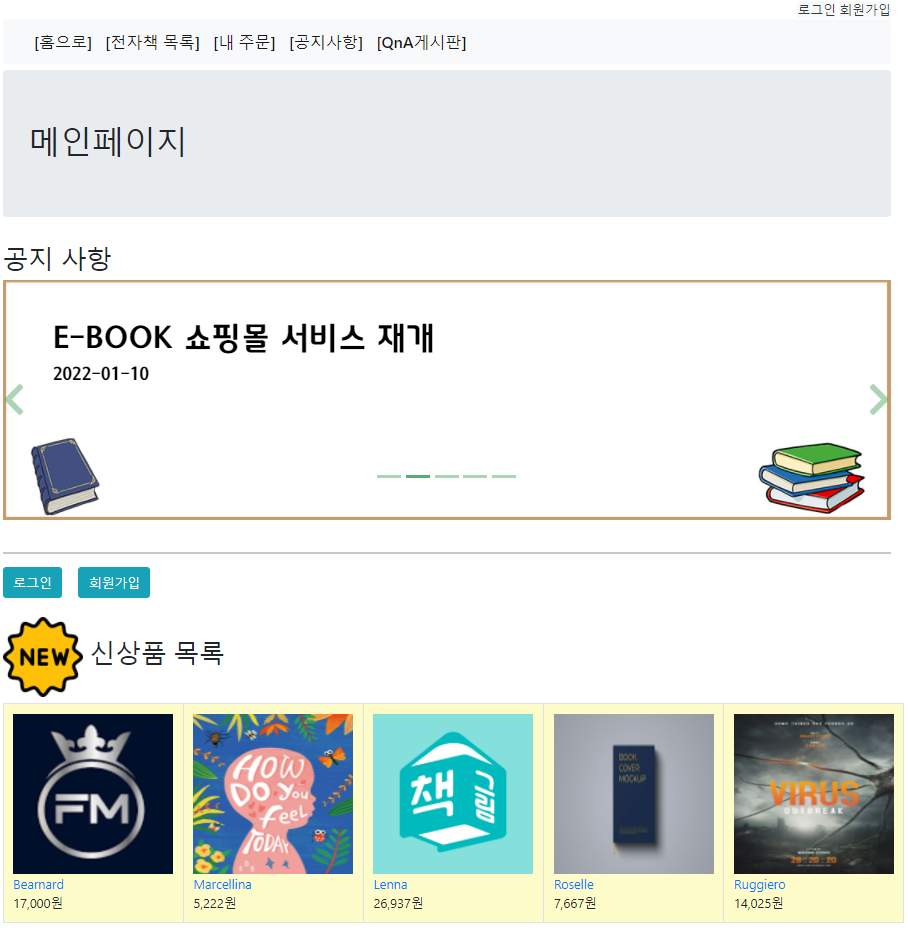 로그인 회원가입
[홈으로] [전자책 목록] [내 주문] [공지사항] [QnA게시판]
메인페이지
공지 사항
E-BOOK 쇼핑몰 서비스 재개
2022-01-10
로그인 회원가입
NEW 신상품 목록
FM
HOW
DO You
feel
TODAY
책
BOOK
COVER
MOCKUP
VIRUS
OUTBREAK
28·20·20
Bearnard
17,000원
Marcellina
5,222원
Lenna
26,937원
Roselle
7,667원
Ruggiero
14,025원